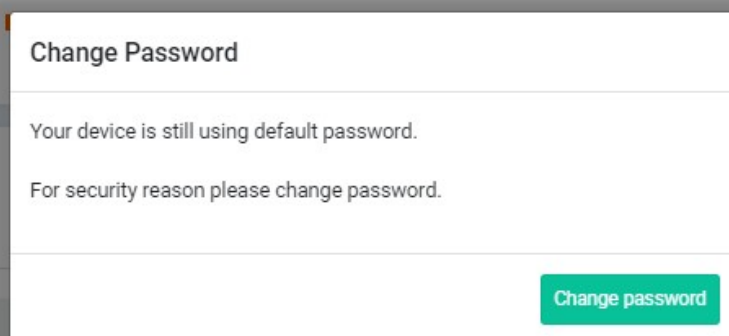 Change Password
Your device is still using default password.
For security reason please change password.
Change password